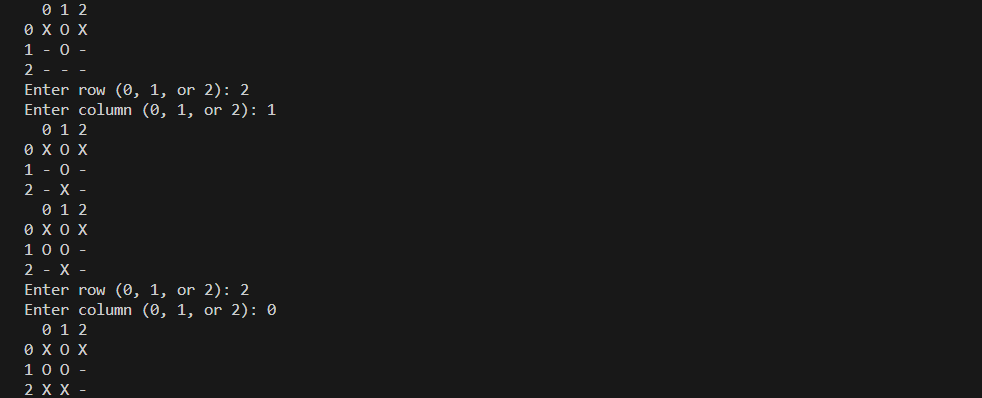 0 1 2
0 X O X
1 - O -
2 - - -
Enter row (0, 1, or 2): 2
Enter column (0, 1, or 2): 1
  0 1 2
0 X O X
1 - O -
2 - X -
  0 1 2
0 X O X
1 O O -
2 - X -
Enter row (0, 1, or 2): 2
Enter column (0, 1, or 2): 0
  0 1 2
0 X O X
1 O O -
2 X X -